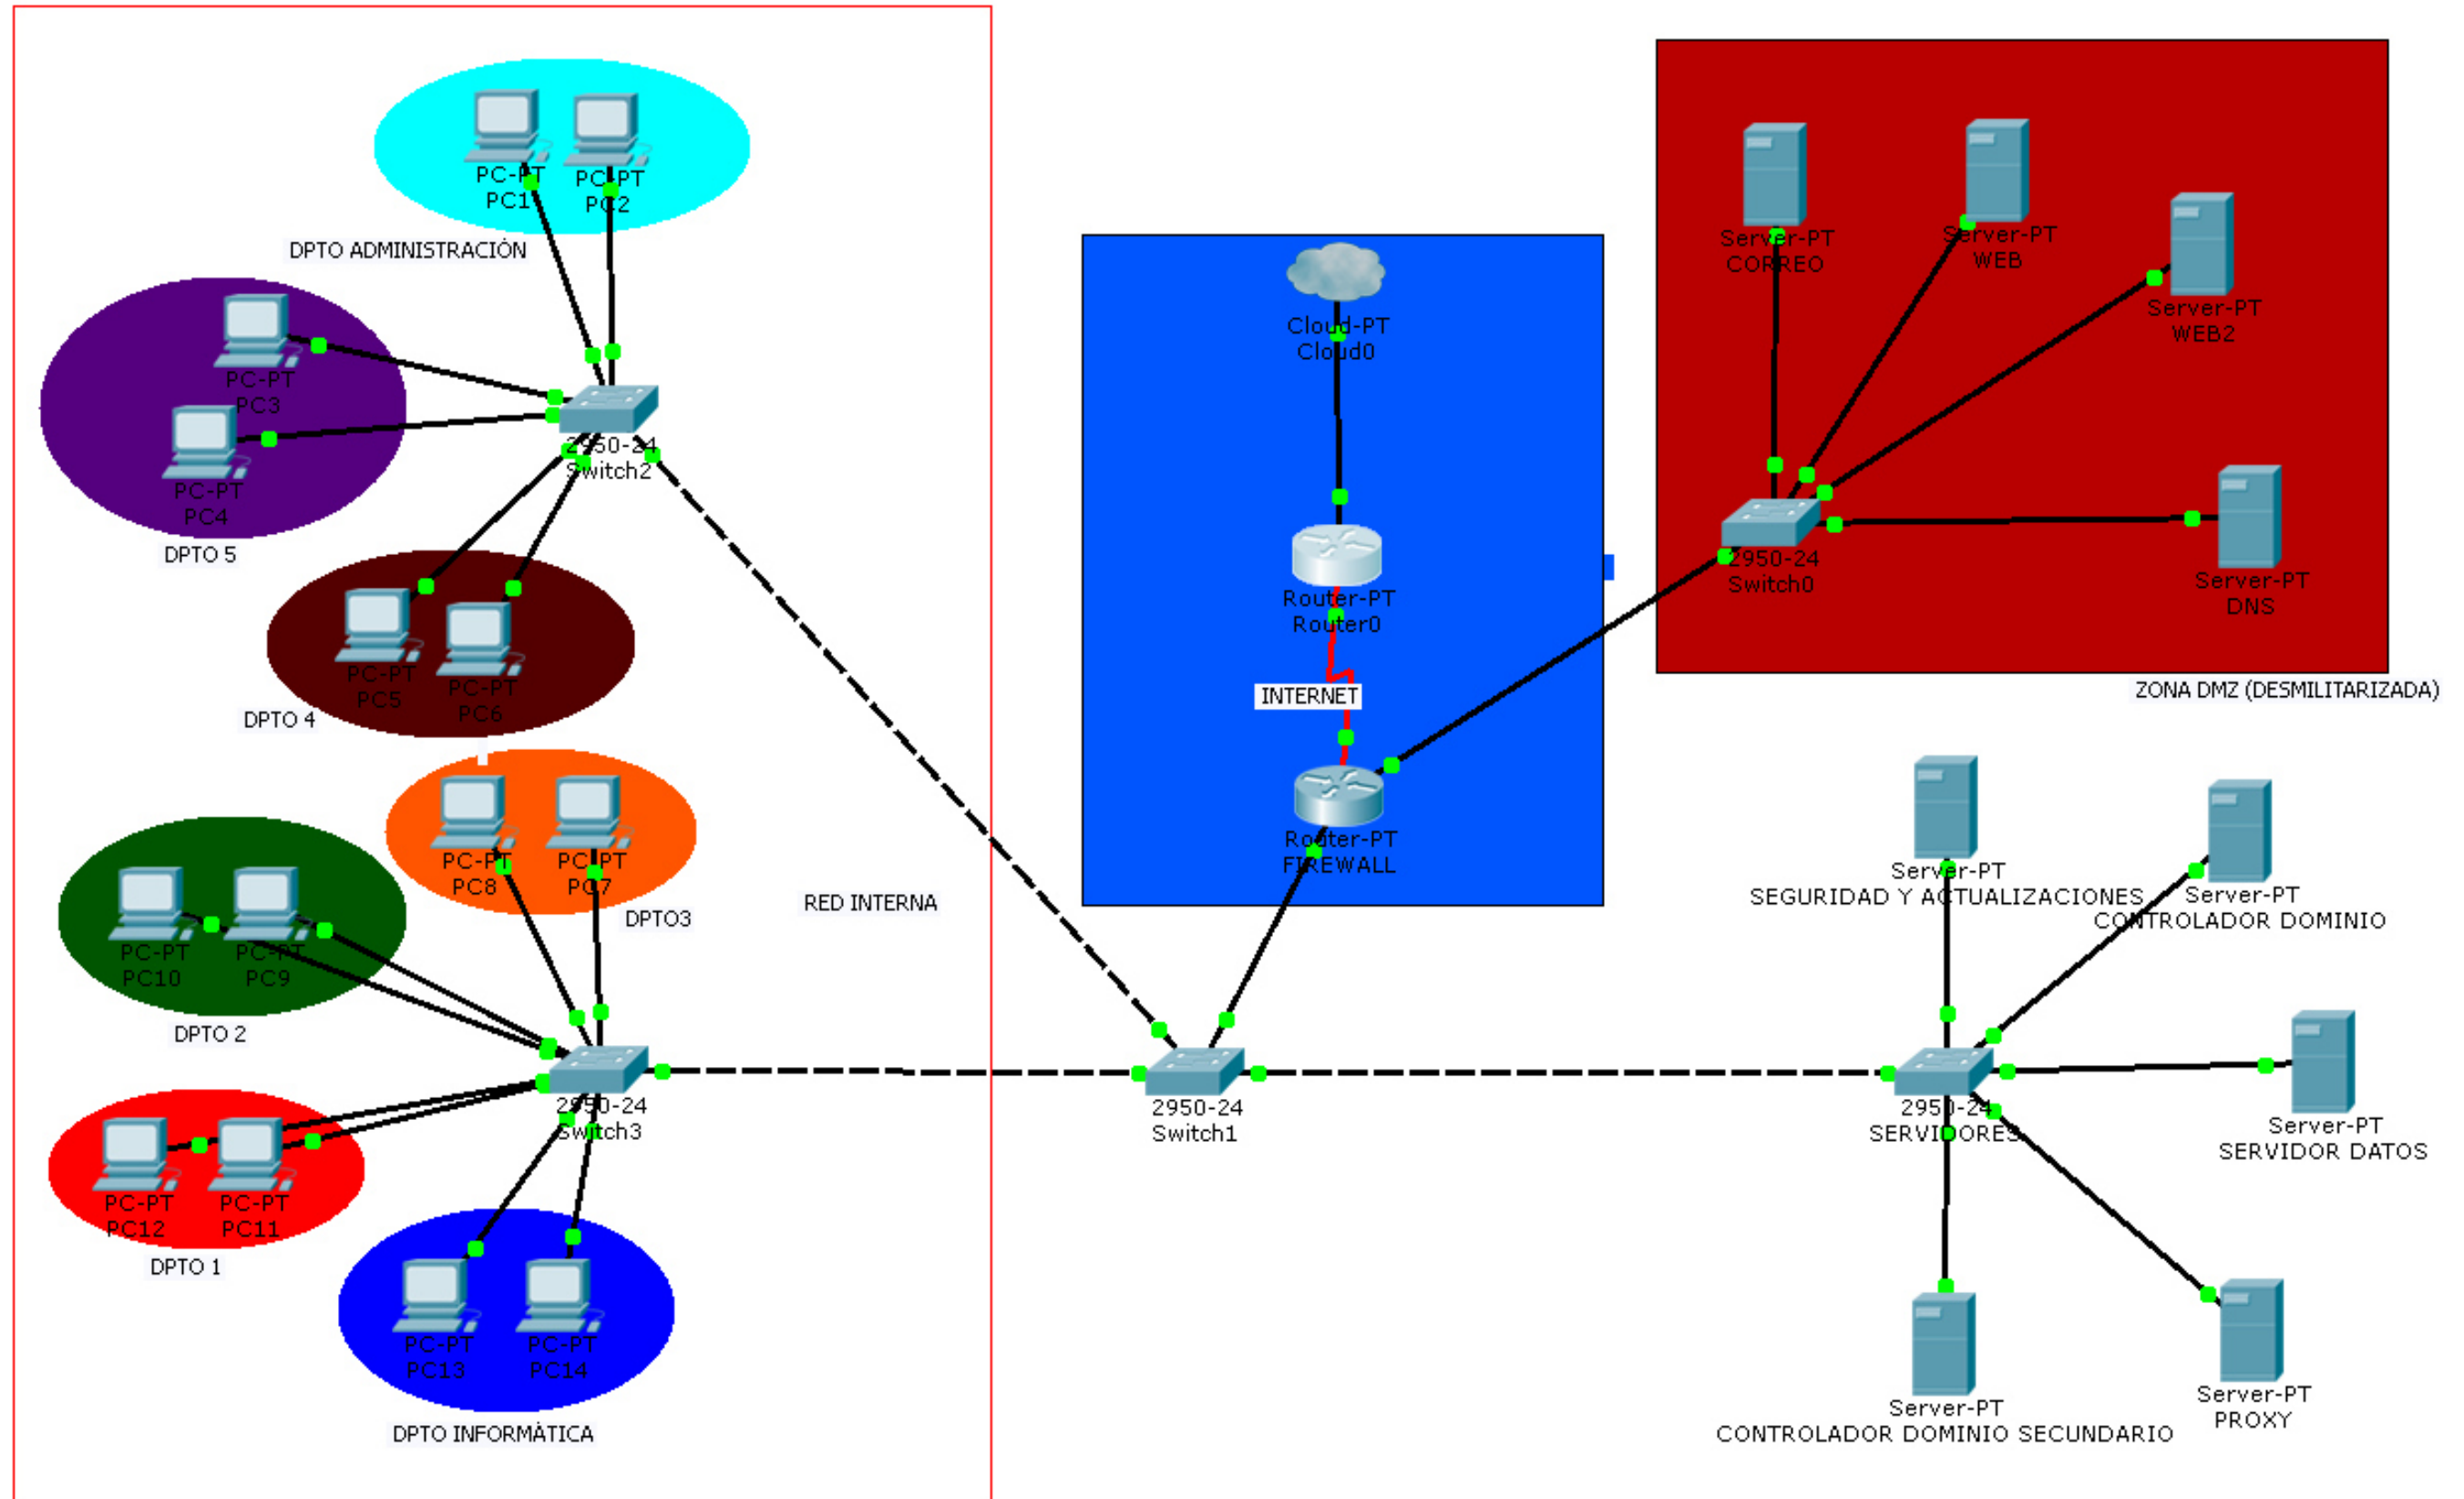 PC-PT
PC1
PC-PT
PC2
DPTO ADMINISTRACIÓN
PC-PT
PC3
PC-PT
PC4
DPTO 5
2950-24
Switch2
PC-PT
PC5
PC-PT
PC6
DPTO 4
PC-PT
PC8
PC-PT
PC7
DPTO3
RED INTERNA
PC-PT
PC10
PC-PT
PC9
DPTO 2
2950-24
Switch3
PC-PT
PC12
PC-PT
PC11
DPTO 1
PC-PT
PC13
PC-PT
PC14
DPTO INFORMÀTICA
Cloud-PT
Cloud0
Router-PT
Router0
INTERNET
Router-PT
FIREWALL
2950-24
Switch1
Server-PT
CORREO
Server-PT
WEB
Server-PT
WEB2
2950-24
Switch0
Server-PT
DNS
ZONA DMZ (DESMILITARIZADA)
Server-PT
SEGURIDAD Y ACTUALIZACIONES
Server-PT
CONTROLADOR DOMINIO
2950-24
SERVIDORES
Server-PT
SERVIDOR DATOS
Server-PT
CONTROLADOR DOMINIO SECUNDARIO
Server-PT
PROXY